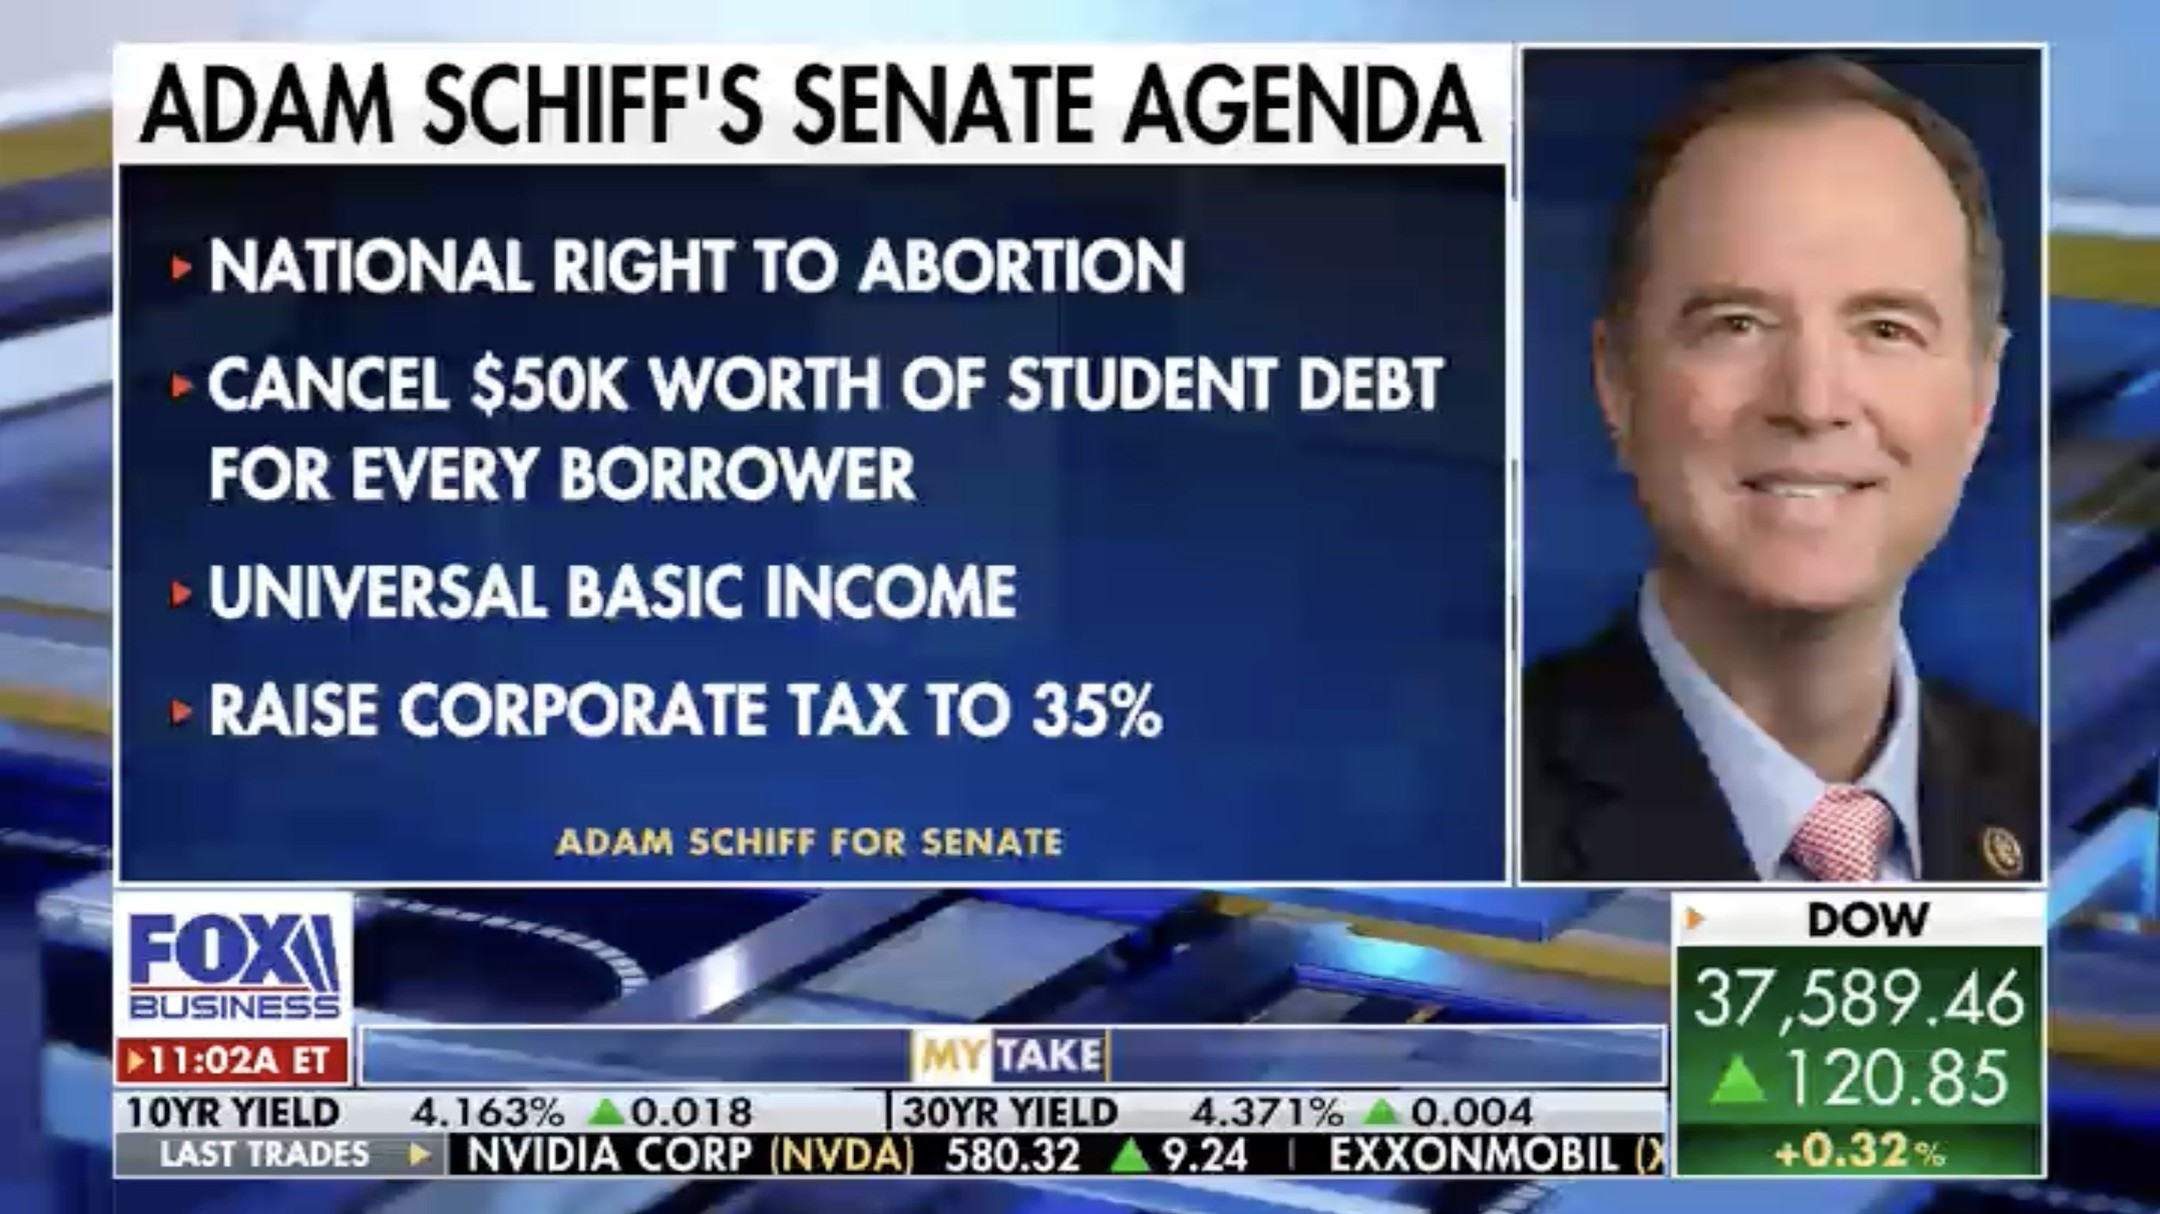 ADAM SCHIFF'S SENATE AGENDA
NATIONAL RIGHT TO ABORTION
CANCEL $50K WORTH OF STUDENT DEBT
FOR EVERY BORROWER
UNIVERSAL BASIC INCOME
RAISE CORPORATE TAX TO 35%
ADAM SCHIFF FOR SENATE
FOX
BUSINESS
11:02A ET
MY TAKE
DOW
37,589.46
120.85
+0.32%
10YR YIELD 4.163% 0.018 30YR YIELD 4.371% 0.004
LAST TRADES NVIDIA CORP (NVDA) 580.32 9.24 EXXONMOBIL (X